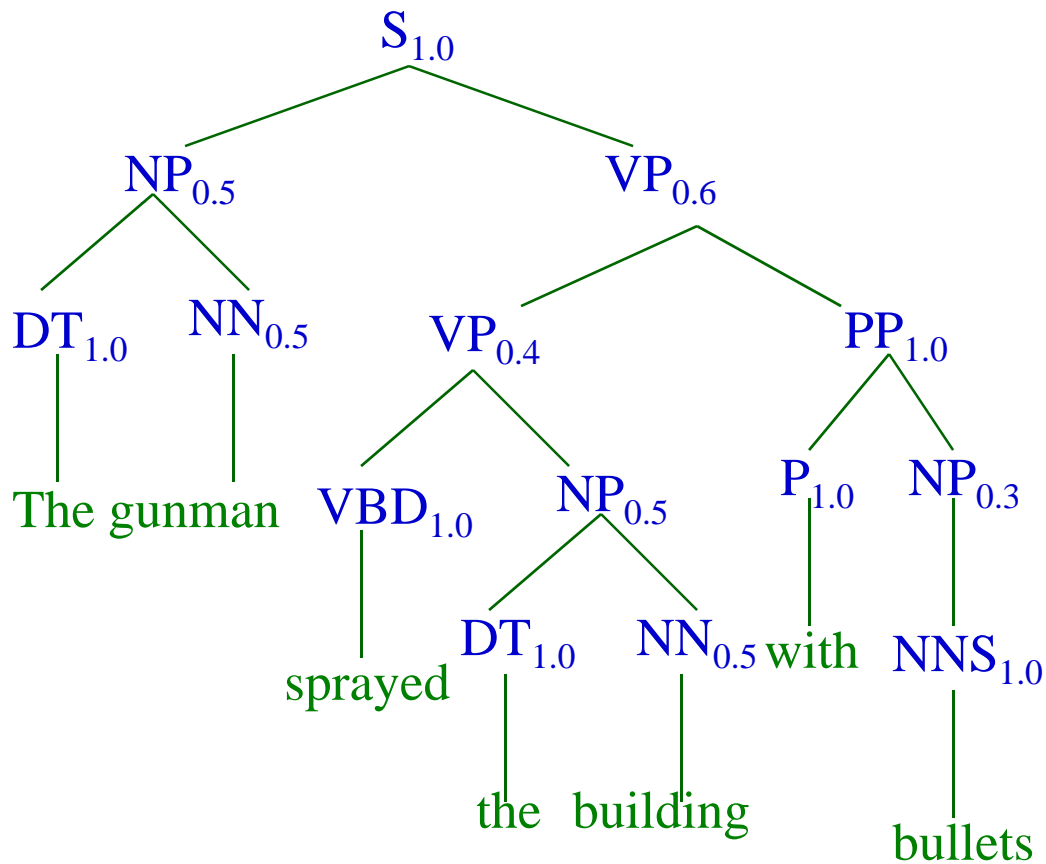 S1.0
NP0.5 VP0.6
DT1.0 NN0.5 VP0.4 PP1.0
The gunman VBD1.0 NP0.5 P1.0 NP0.3
sprayed DT1.0 NN0.5 with NNS1.0
the building
bullets